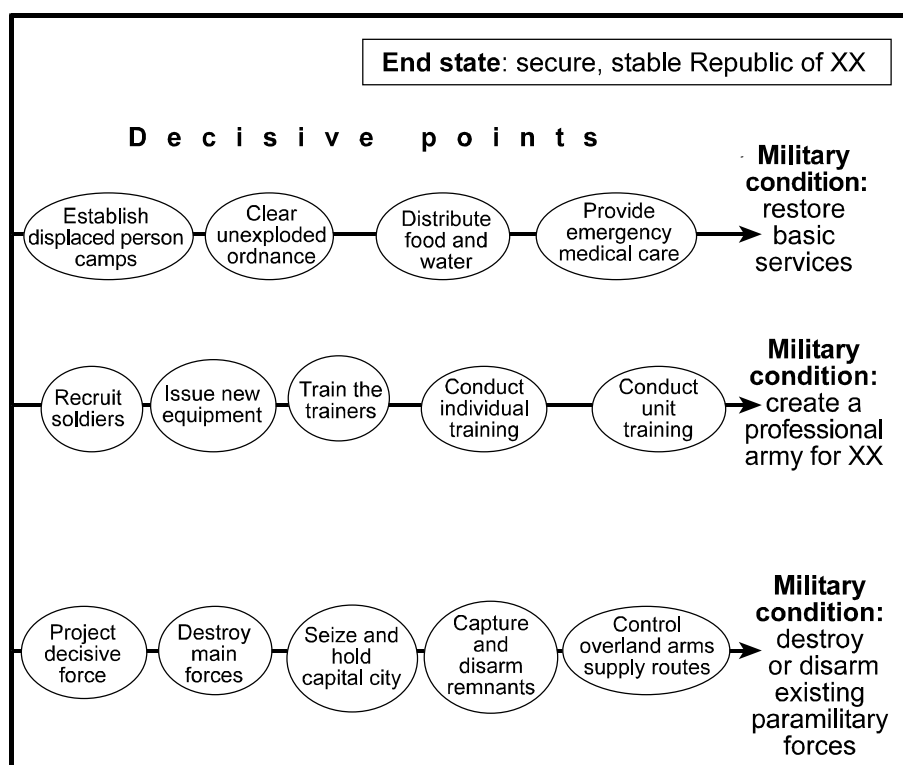 End state: secure, stable Republic of XX
Decisive points
Establish
displaced person
camps
Clear
unexploded
ordnance
Distribute
food and
water
Provide
emergency
medical care
Military
condition:
restore
basic
services
Recruit
soldiers
Issue new
equipment
Train the
trainers
Conduct
individual
training
Conduct
unit
training
Military
condition:
create a
professional
army for XX
Project
decisive
force
Destroy
main
forces
Seize and
hold
capital city
Capture
and
disarm
remnants
Control
overland arms
supply routes
Military
condition:
destroy
or disarm
existing
paramilitary
forces